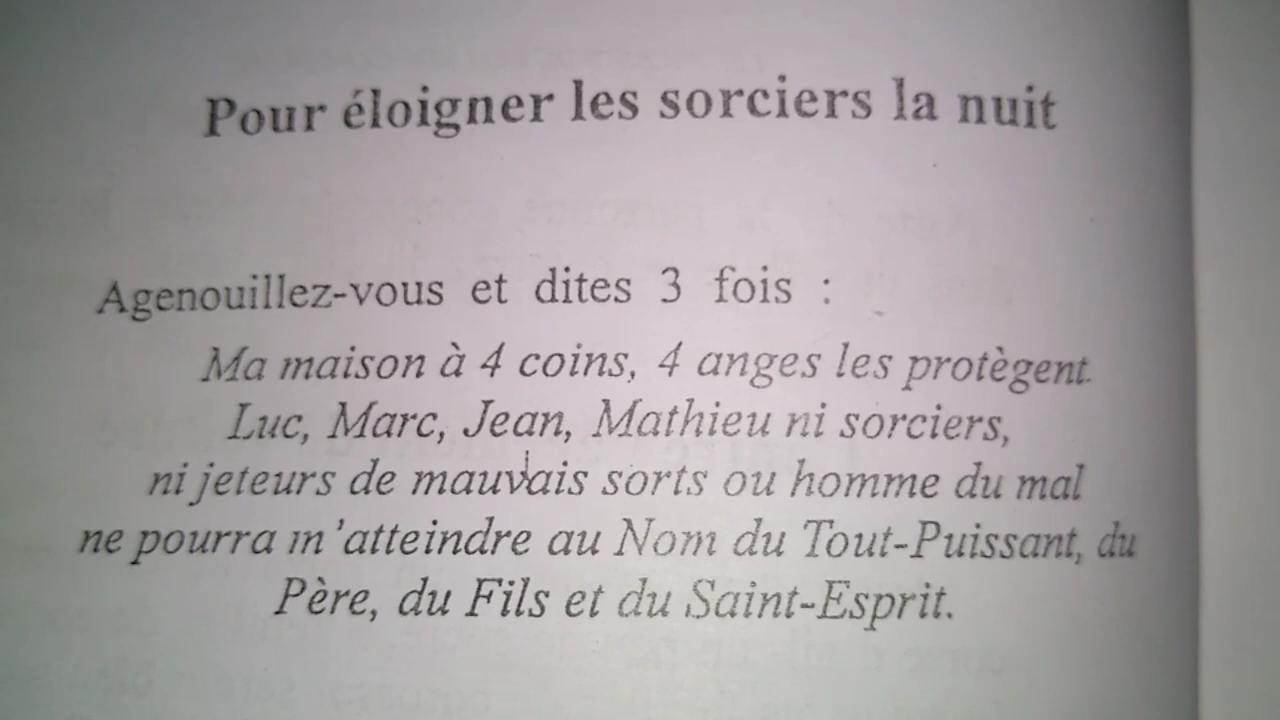 Pour éloigner les sorciers la nuit
Agenouillez-vous et dites 3 fois :
Ma maison à 4 coins, 4 anges les protègent.
Luc, Marc, Jean, Mathieu ni sorciers,
ni jeteurs de mauvais sorts ou homme du mal
ne pourra m'atteindre au Nom du Tout-Puissant, du
Père, du Fils et du Saint-Esprit.